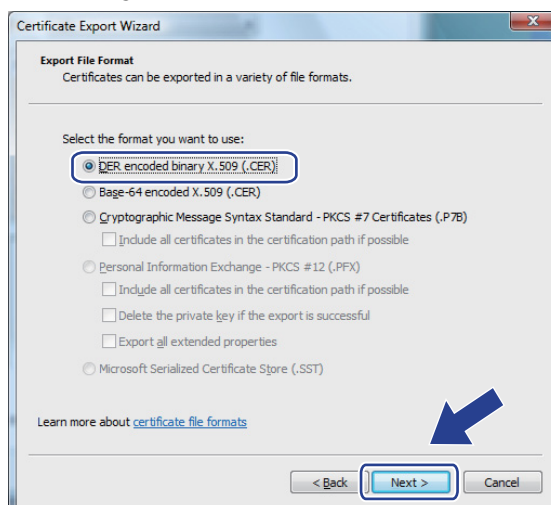 Certificate Export Wizard
Export File Format
Certificates can be exported in a variety of file formats.
Select the format you want to use:
DER encoded binary X.509 (.CER)
Base-64 encoded X.509 (.CER)
Cryptographic Message Syntax Standard - PKCS #7 Certificates (.P7B)
Include all certificates in the certification path if possible
Personal Information Exchange - PKCS #12 (.PFX)
Include all certificates in the certification path if possible
Delete the private key if the export is successful
Export all extended properties
Microsoft Serialized Certificate Store (.SST)
Learn more about certificate file formats
< Back Next > Cancel